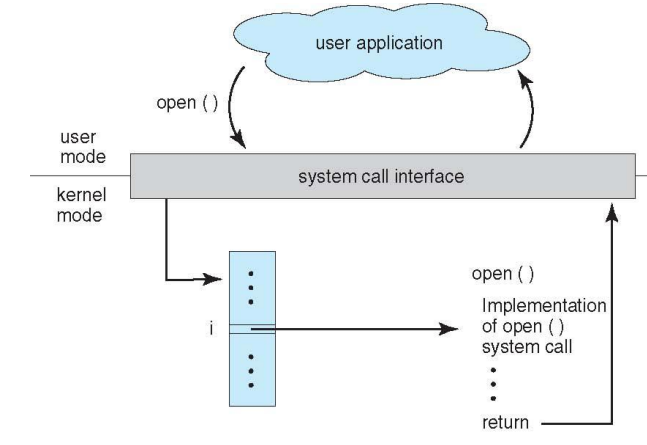 user application
open ( )
user
mode
system call interface
kernel
mode
open ( )
i
Implementation
of open ( )
system call
return